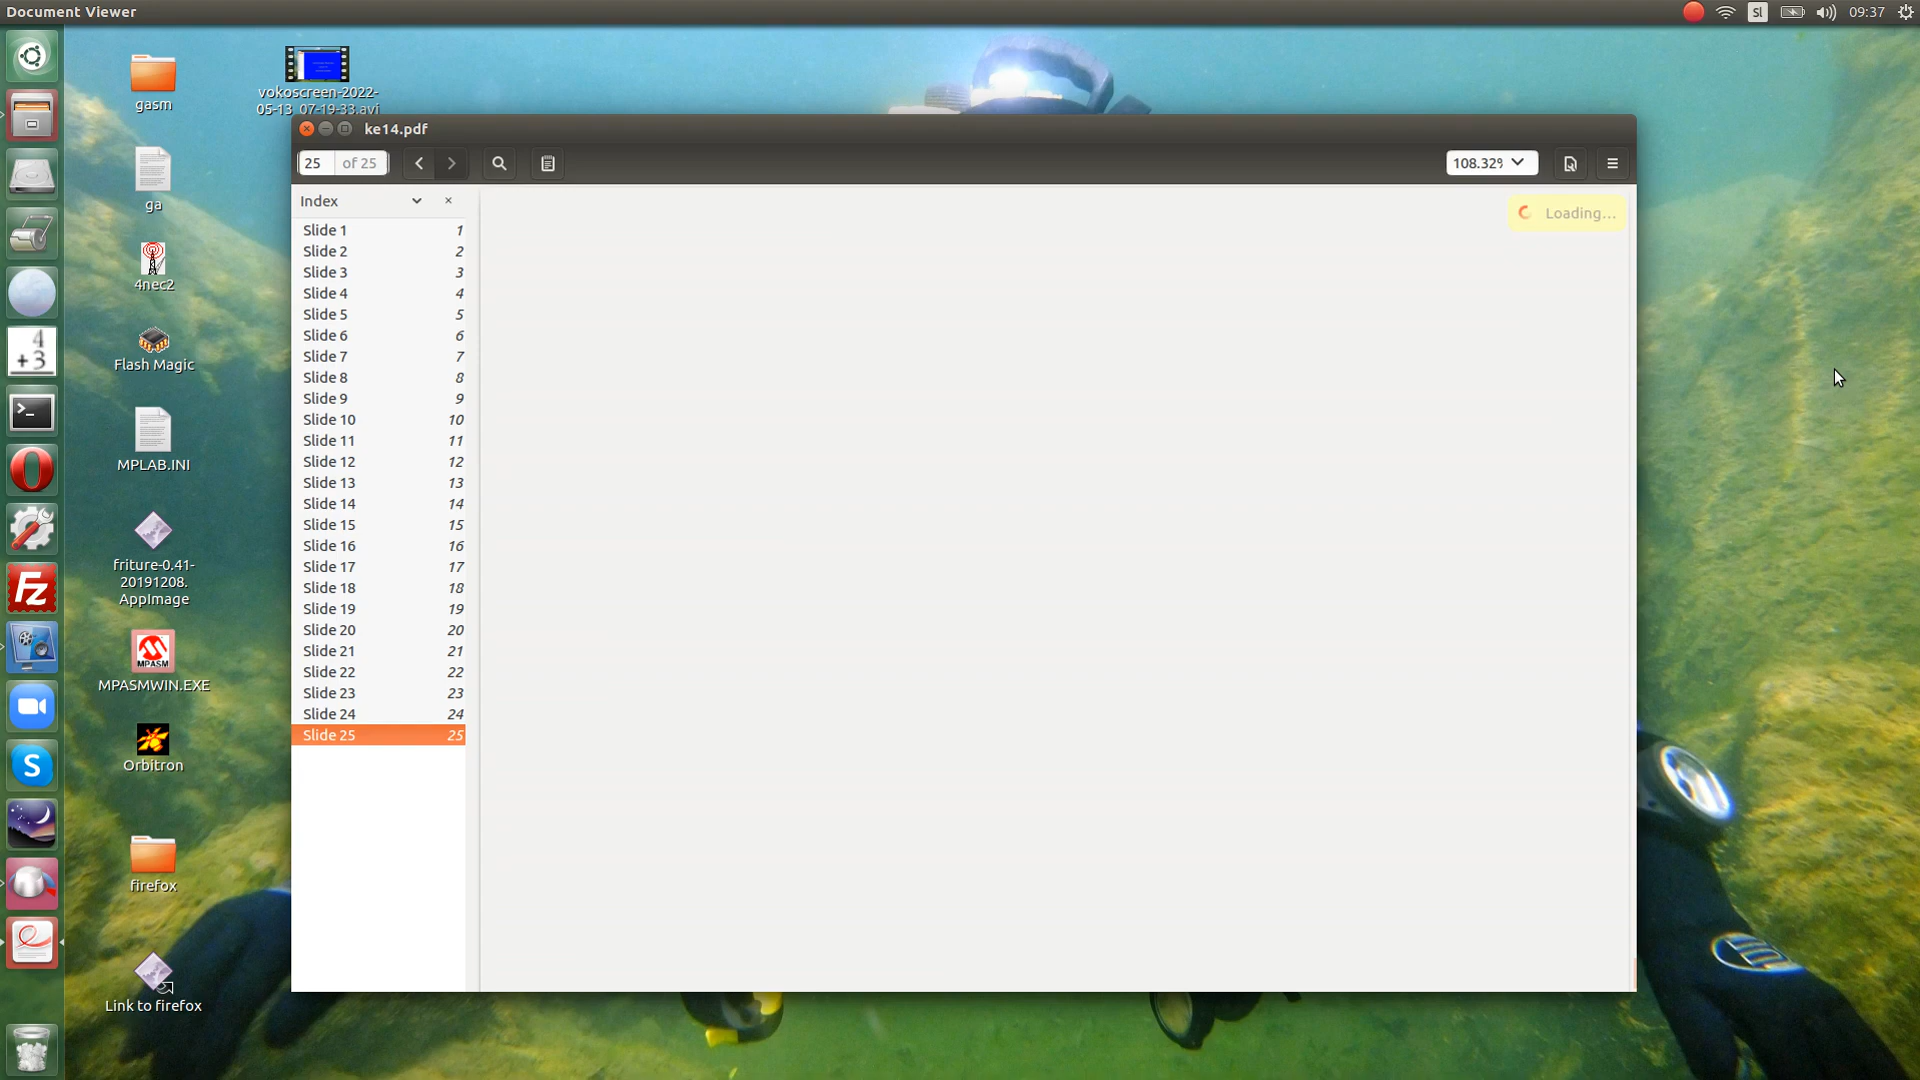 Document Viewer
Sl
09:37
gasm
vokoscreen-2022-
05-13_07-19-33.avi
ga
4nec2
Flash Magic
MPLAB.INI
friture-0.41-
20191208.
AppImage
MPASM
MPASMWIN.EXE
Orbitron
firefox
Link to firefox
4
+3
>_
Fz
S
ke14.pdf
25 of 25
108.32%
Index
Loading...
Slide 1 1
Slide 2 2
Slide 3 3
Slide 4 4
Slide 5 5
Slide 6 6
Slide 7 7
Slide 8 8
Slide 9 9
Slide 10 10
Slide 11 11
Slide 12 12
Slide 13 13
Slide 14 14
Slide 15 15
Slide 16 16
Slide 17 17
Slide 18 18
Slide 19 19
Slide 20 20
Slide 21 21
Slide 22 22
Slide 23 23
Slide 24 24
Slide 25 25